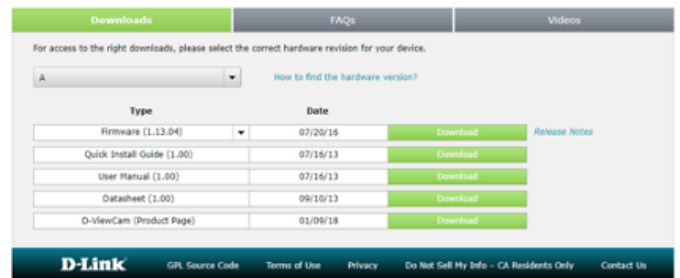 Downloads FAQs Videos
For access to the right downloads, please select the correct hardware revision for your device.
A How to find the hardware version?
Type Date
Firmware (1.13.04) 07/20/16 Download Release Notes
Quick Install Guide (1.00) 07/16/13 Download
User Manual (1.00) 07/16/13 Download
Datasheet (1.00) 09/10/13 Download
D-ViewCam (Product Page) 01/09/18 Download
D-Link GPL Source Code Terms of Use Privacy Do Not Sell My Info – CA Residents Only Contact Us